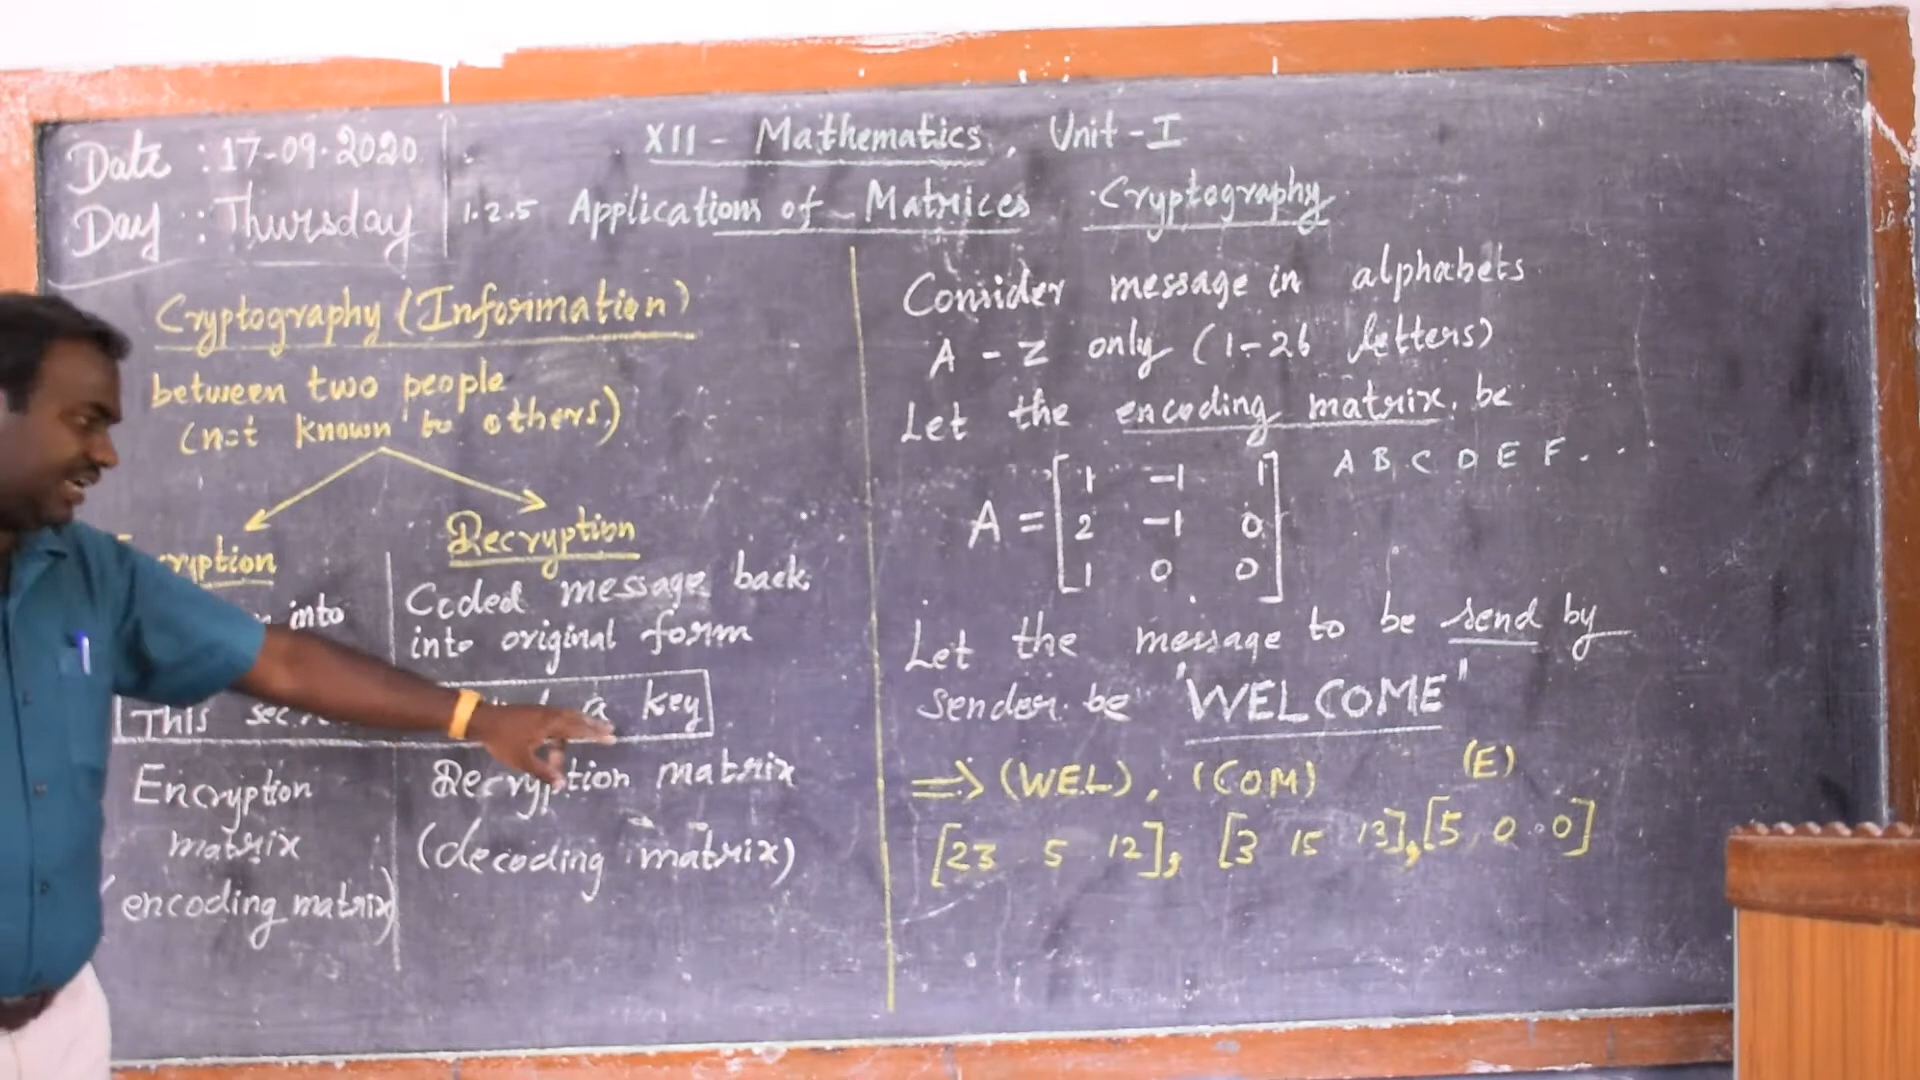 Date : 17-09-2020
Day : Thursday
XII - Mathematics, Unit - I
1.2.5 Applications of Matrices Cryptography
Cryptography (Information)
between two people
(not known to others)
ryption
into
This
Encryption
matrix
(encoding matrix)
Decryption
Coded message back
into original form
a key
Decryption matrix
(decoding matrix)
Consider message in alphabets
A - Z only (1-26 letters)
Let the encoding matrix be
A B C D E F . . .
A = [1 -1 1
2 -1 0
1 0 0]
Let the message to be send by
sender be "WELCOME"
⟹ (WEL), (COM) (E)
[23 5 12], [3 15 13], [5 0 0]